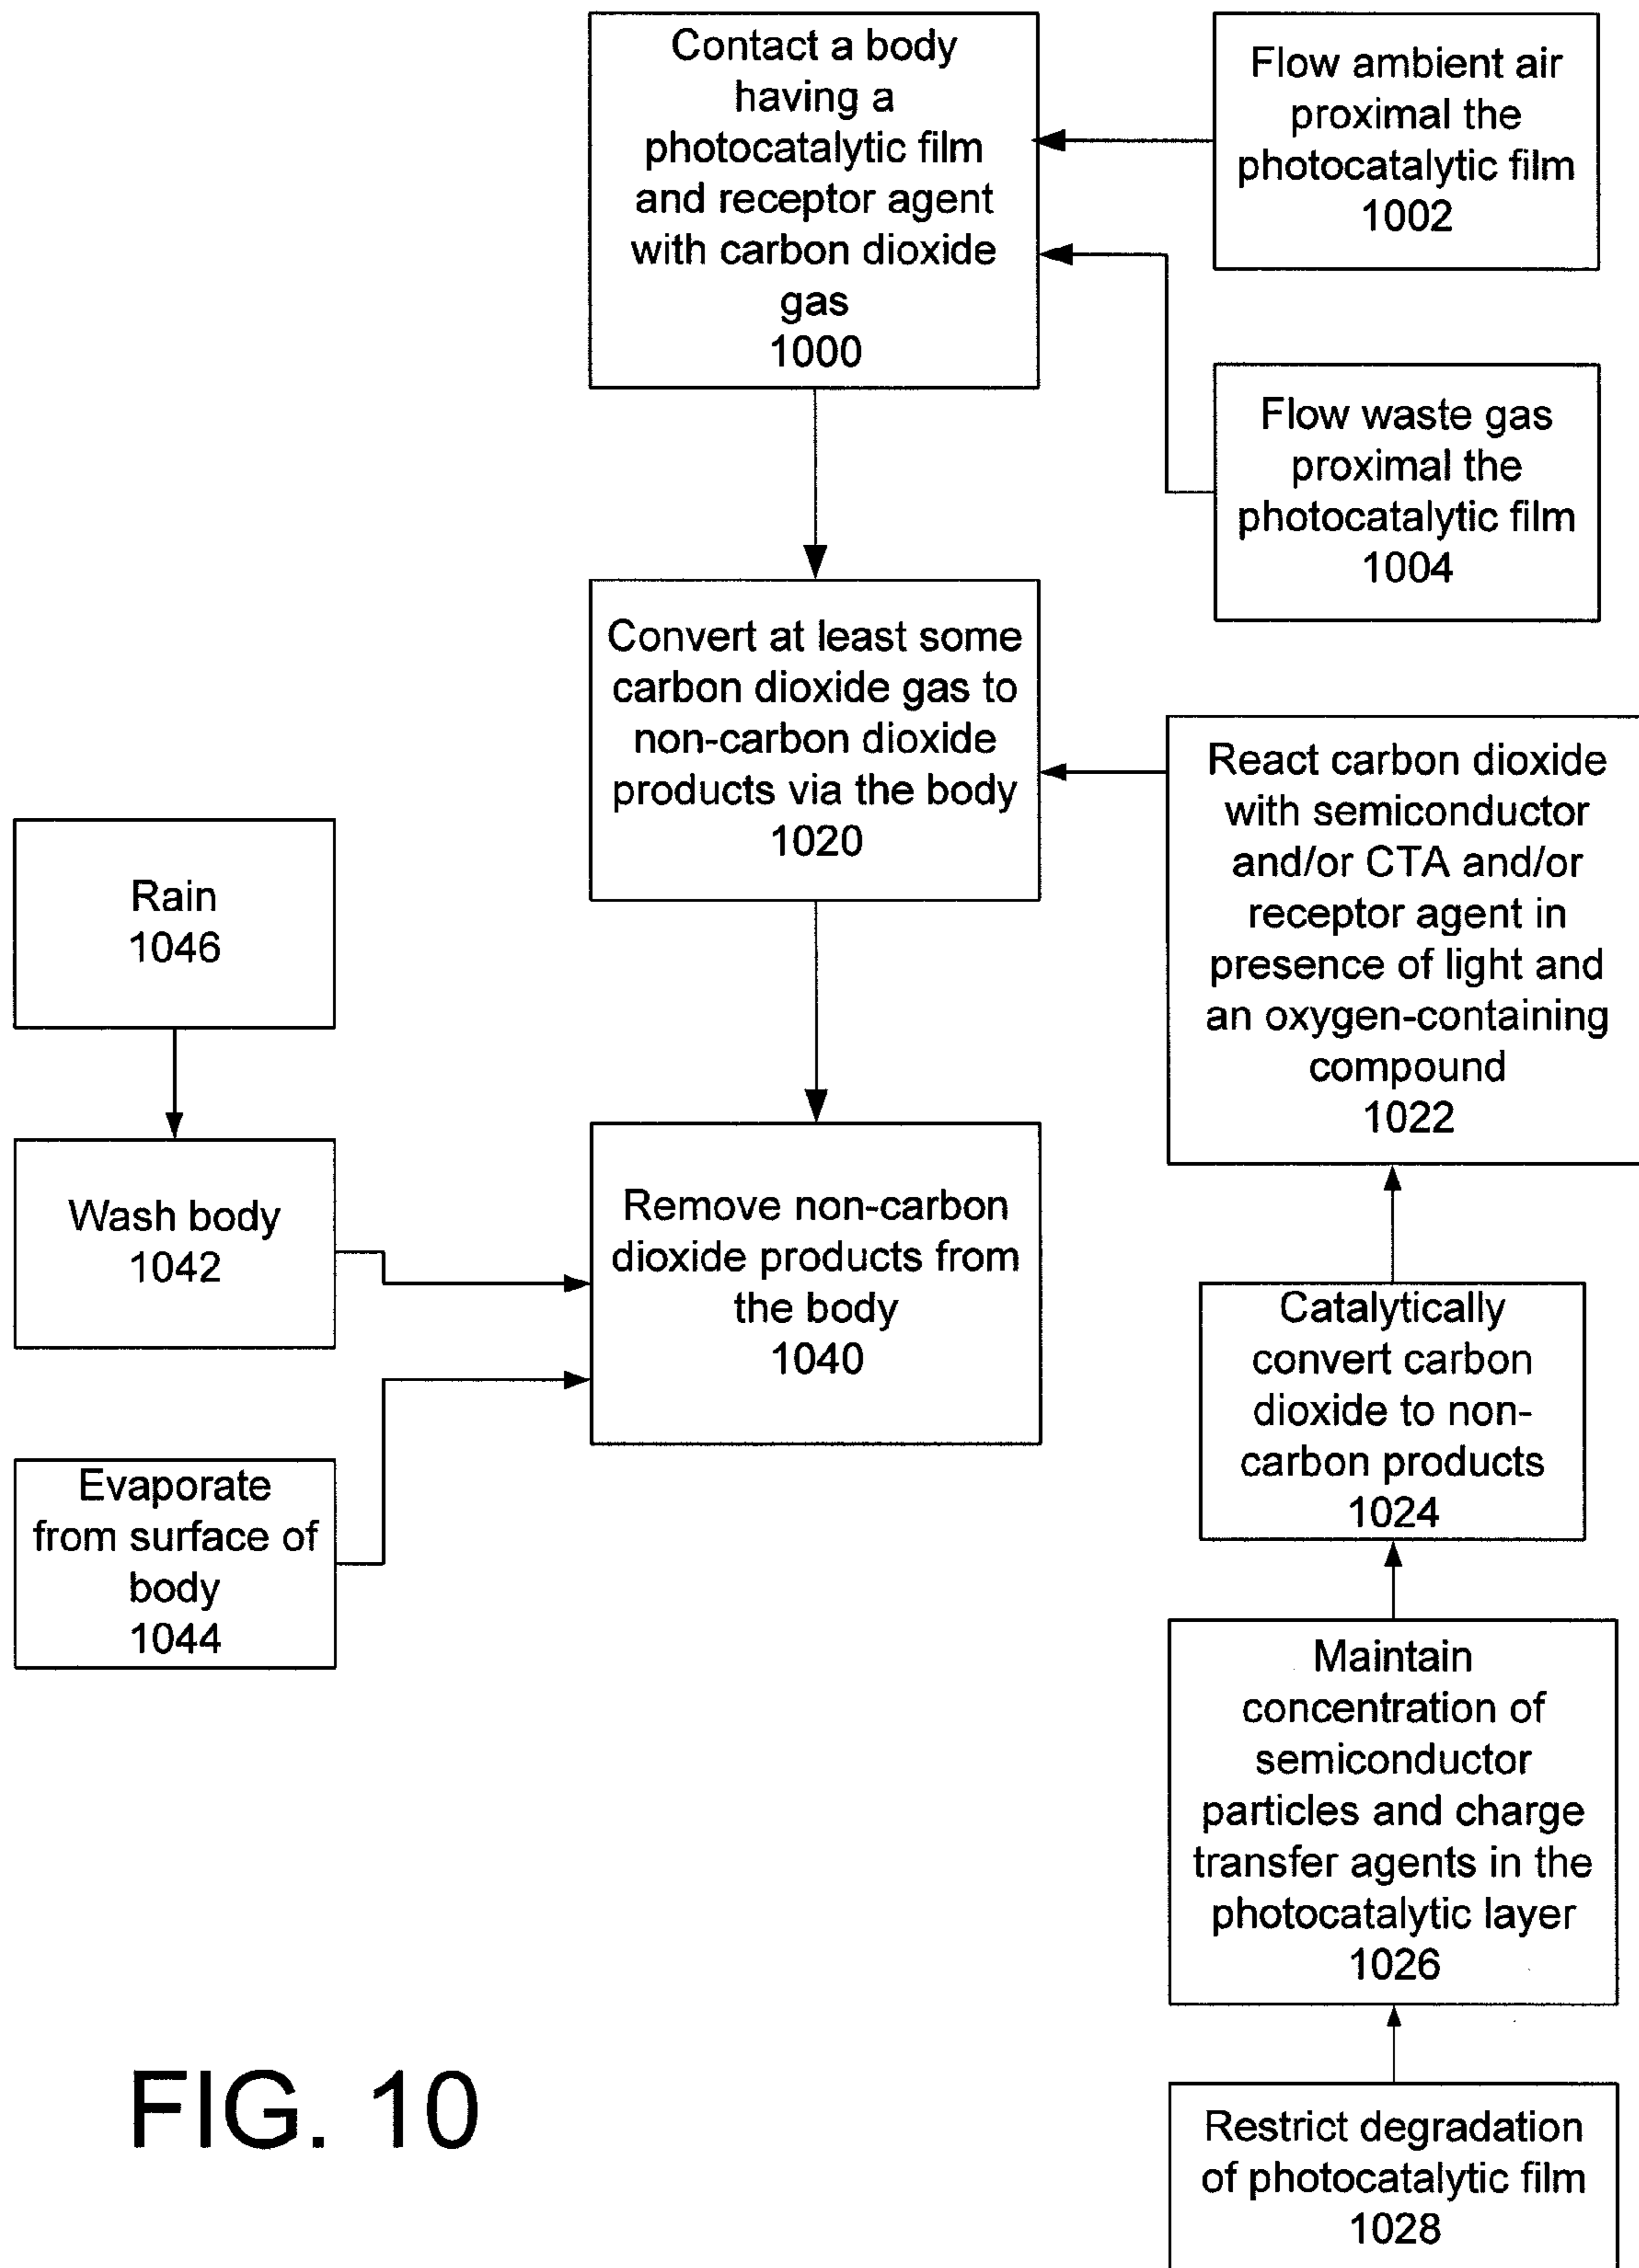 Contact a body
having a
photocatalytic film
and receptor agent
with carbon dioxide
gas
1000
Flow ambient air
proximal the
photocatalytic film
1002
Flow waste gas
proximal the
photocatalytic film
1004
Convert at least some
carbon dioxide gas to
non-carbon dioxide
products via the body
1020
React carbon dioxide
with semiconductor
and/or CTA and/or
receptor agent in
presence of light and
an oxygen-containing
compound
1022
Rain
1046
Wash body
1042
Remove non-carbon
dioxide products from
the body
1040
Evaporate
from surface of
body
1044
Catalytically
convert carbon
dioxide to non-
carbon products
1024
Maintain
concentration of
semiconductor
particles and charge
transfer agents in the
photocatalytic layer
1026
Restrict degradation
of photocatalytic film
1028
FIG. 10